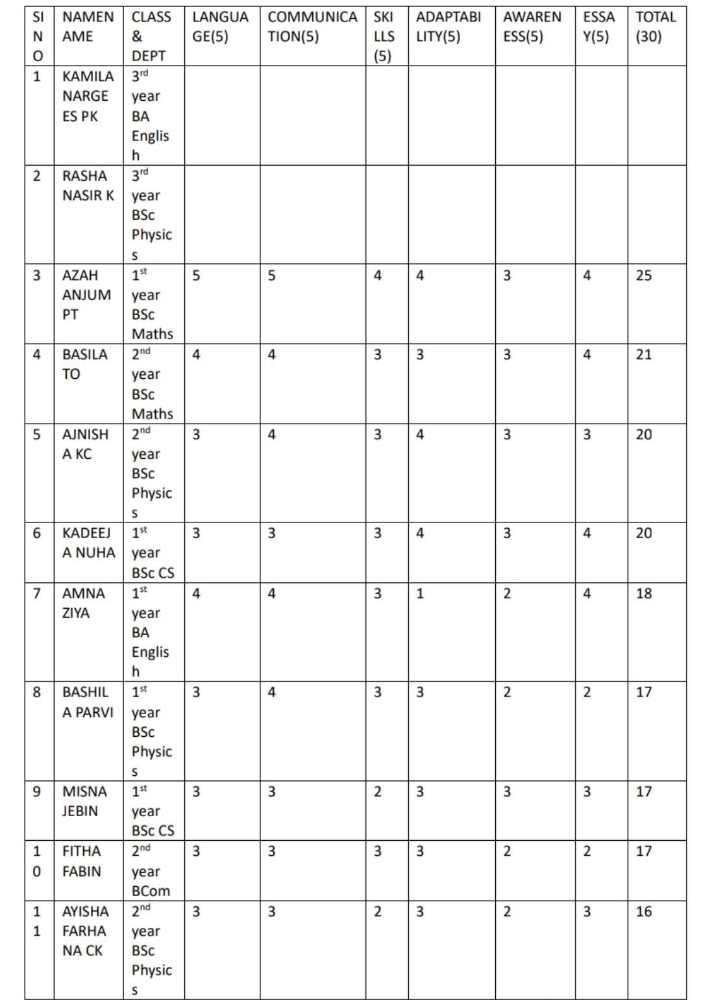 SI NO | NAMENAME | CLASS & DEPT | LANGUAGE(5) | COMMUNICATION(5) | SKILLS (5) | ADAPTABILITY(5) | AWARENESS(5) | ESSAY(5) | TOTAL (30)
1 | KAMILA NARGEES PK | 3rd year BA English
2 | RASHA NASIR K | 3rd year BSc Physics
3 | AZAH ANJUM PT | 1st year BSc Maths | 5 | 5 | 4 | 4 | 3 | 4 | 25
4 | BASILA TO | 2nd year BSc Maths | 4 | 4 | 3 | 3 | 3 | 4 | 21
5 | AJNISHA KC | 2nd year BSc Physics | 3 | 4 | 3 | 4 | 3 | 3 | 20
6 | KADEEJA NUHA | 1st year BSc CS | 3 | 3 | 3 | 4 | 3 | 4 | 20
7 | AMNA ZIYA | 1st year BA English | 4 | 4 | 3 | 1 | 2 | 4 | 18
8 | BASHILA PARVI | 1st year BSc Physics | 3 | 4 | 3 | 3 | 2 | 2 | 17
9 | MISNA JEBIN | 1st year BSc CS | 3 | 3 | 2 | 3 | 3 | 3 | 17
10 | FITHA FABIN | 2nd year BCom | 3 | 3 | 3 | 3 | 2 | 2 | 17
11 | AYISHA FARHANA CK | 2nd year BSc Physics | 3 | 3 | 2 | 3 | 2 | 3 | 16